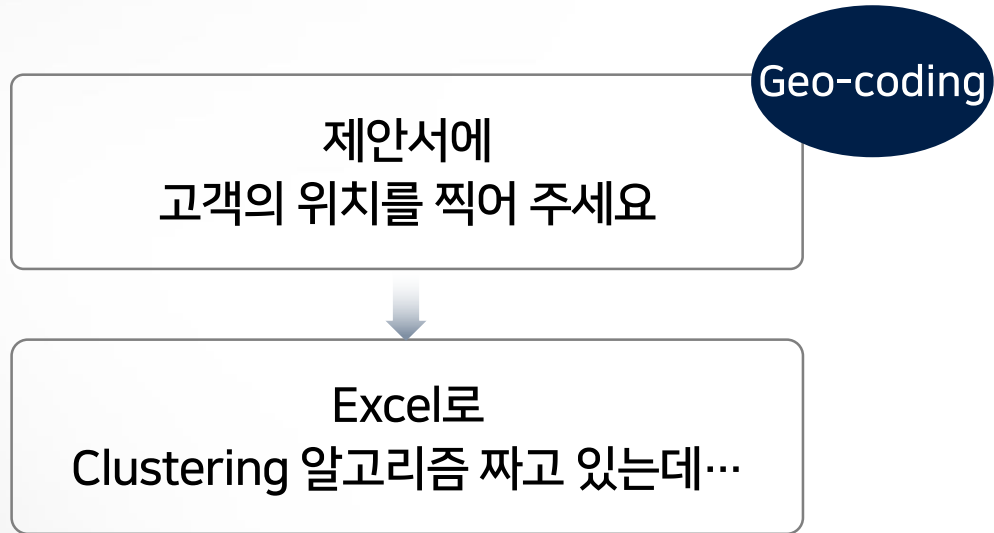 Geo-coding
제안서에
고객의 위치를 찍어 주세요
Excel로
Clustering 알고리즘 짜고 있는데…